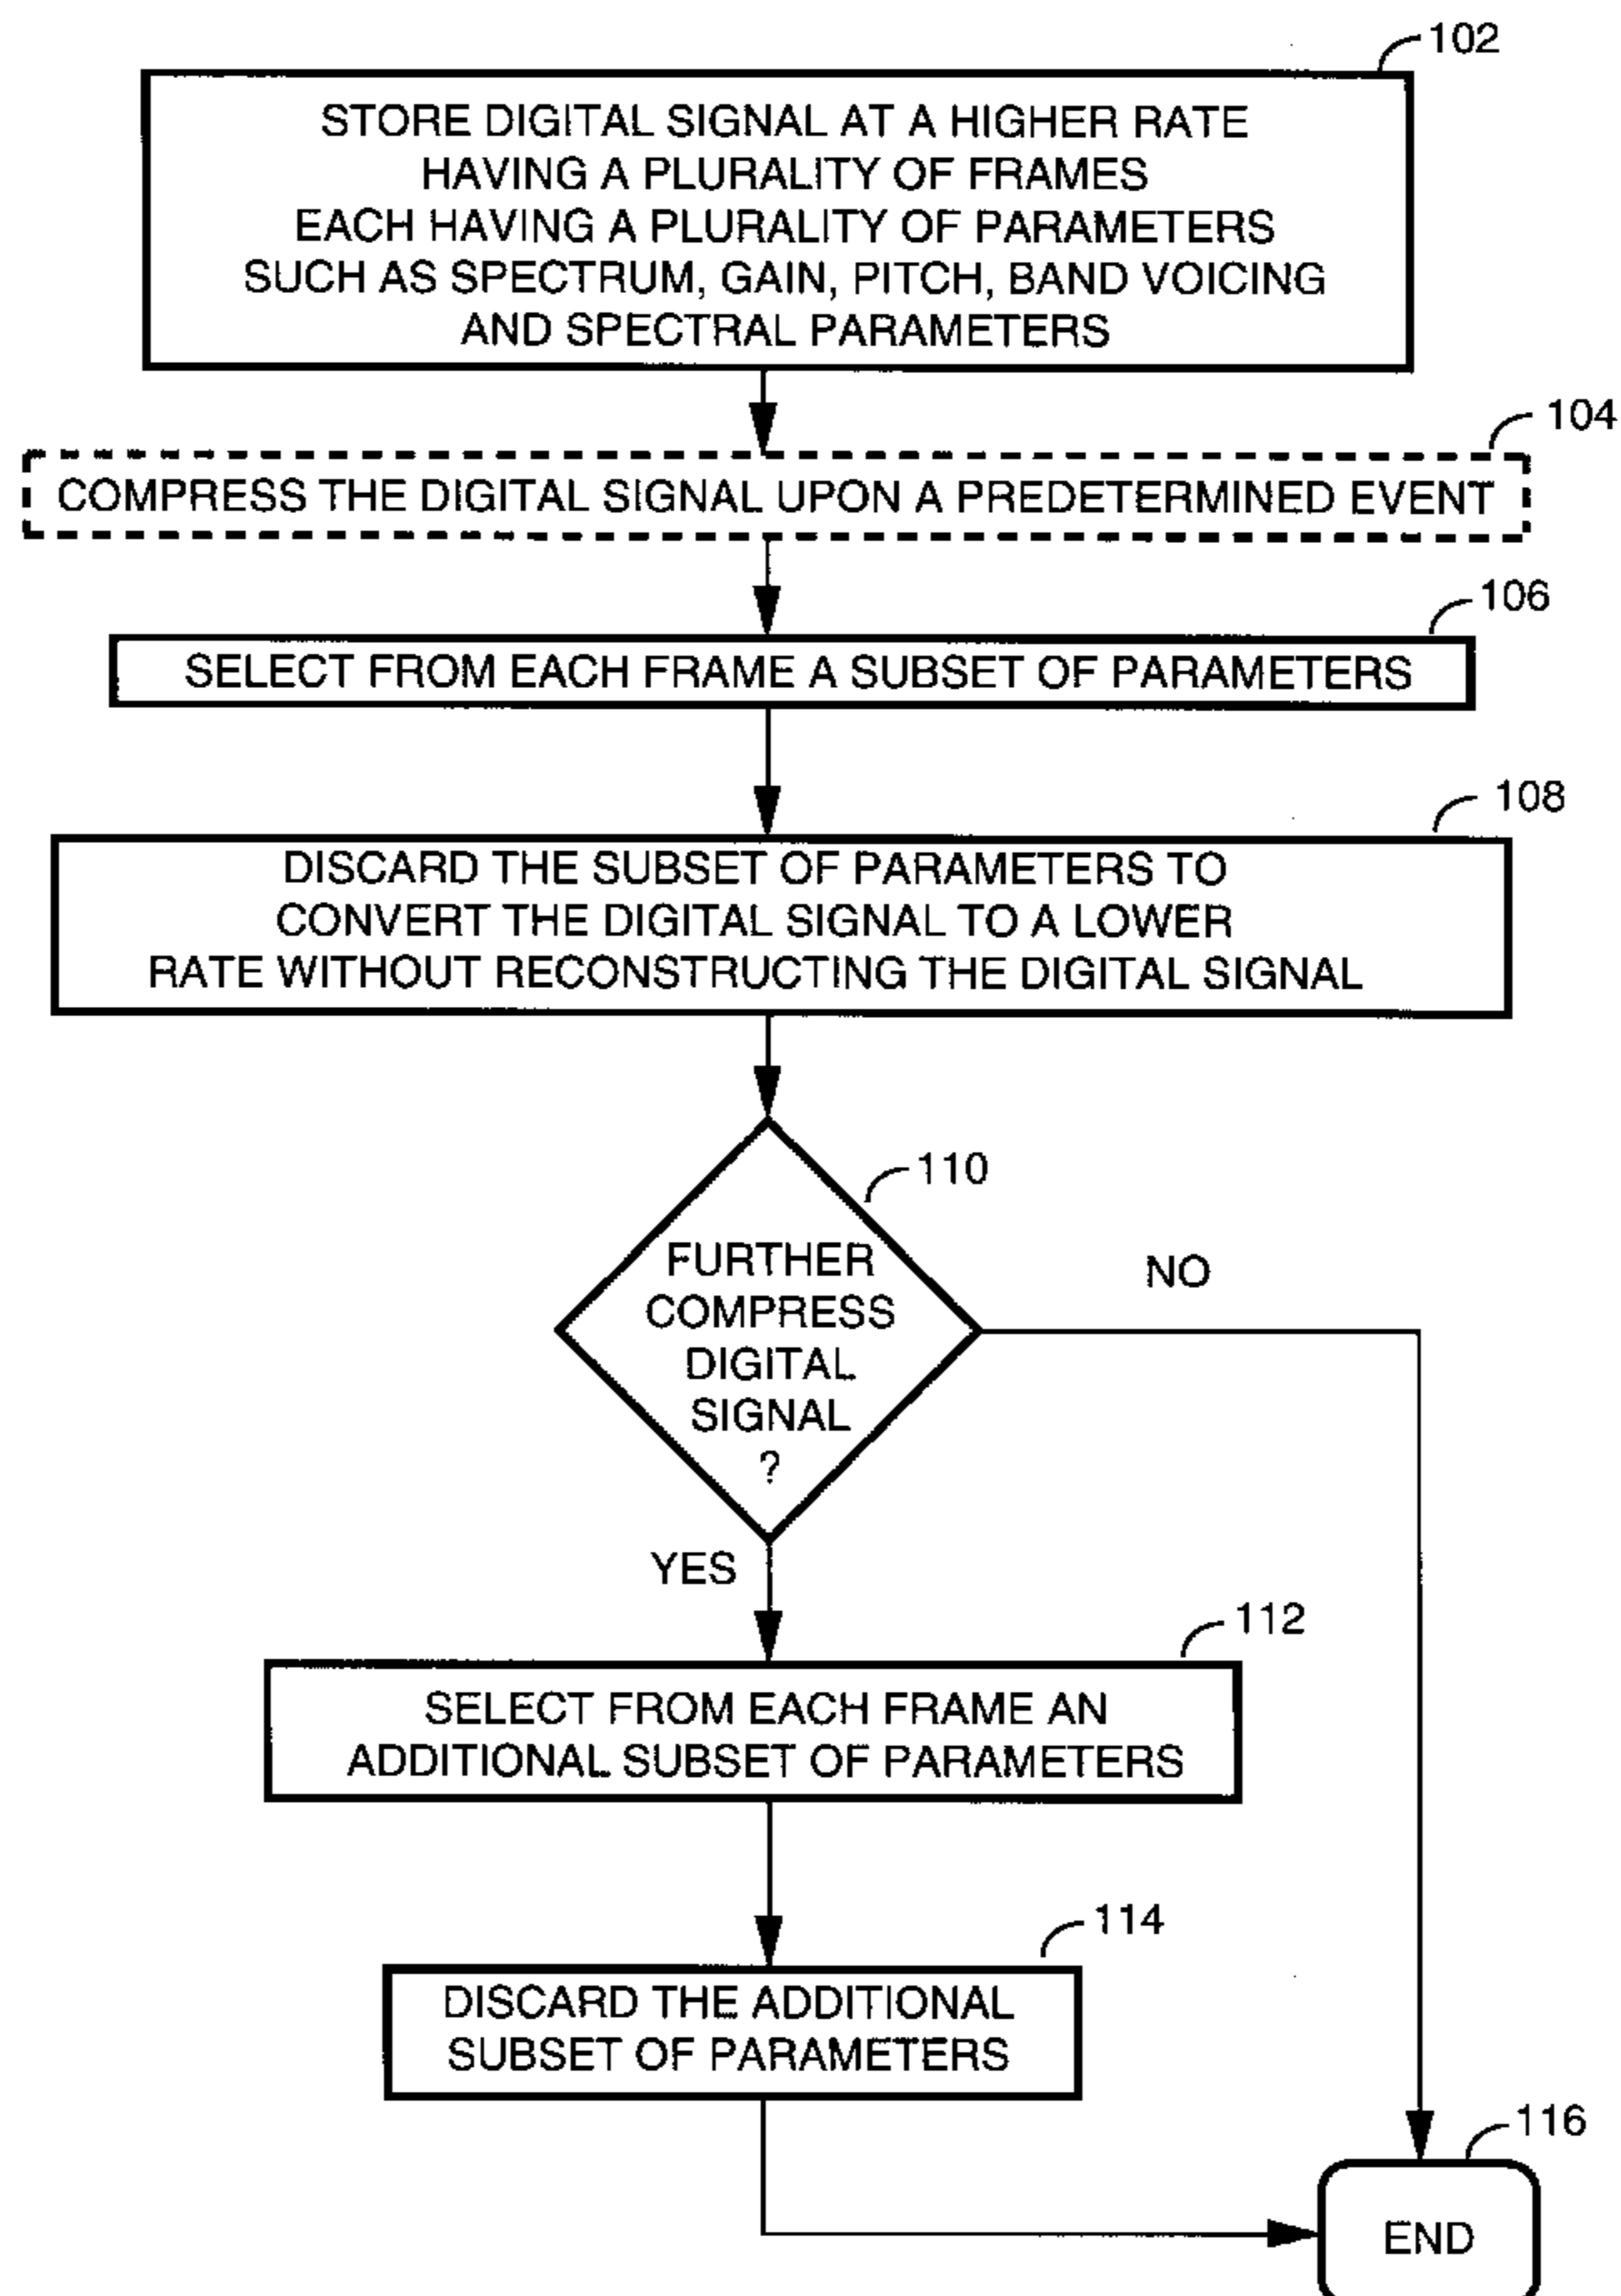 102
STORE DIGITAL SIGNAL AT A HIGHER RATE
HAVING A PLURALITY OF FRAMES
EACH HAVING A PLURALITY OF PARAMETERS
SUCH AS SPECTRUM, GAIN, PITCH, BAND VOICING
AND SPECTRAL PARAMETERS
104
COMPRESS THE DIGITAL SIGNAL UPON A PREDETERMINED EVENT
106
SELECT FROM EACH FRAME A SUBSET OF PARAMETERS
108
DISCARD THE SUBSET OF PARAMETERS TO
CONVERT THE DIGITAL SIGNAL TO A LOWER
RATE WITHOUT RECONSTRUCTING THE DIGITAL SIGNAL
110
FURTHER
COMPRESS
DIGITAL
SIGNAL
?
NO
YES
112
SELECT FROM EACH FRAME AN
ADDITIONAL SUBSET OF PARAMETERS
114
DISCARD THE ADDITIONAL
SUBSET OF PARAMETERS
116
END